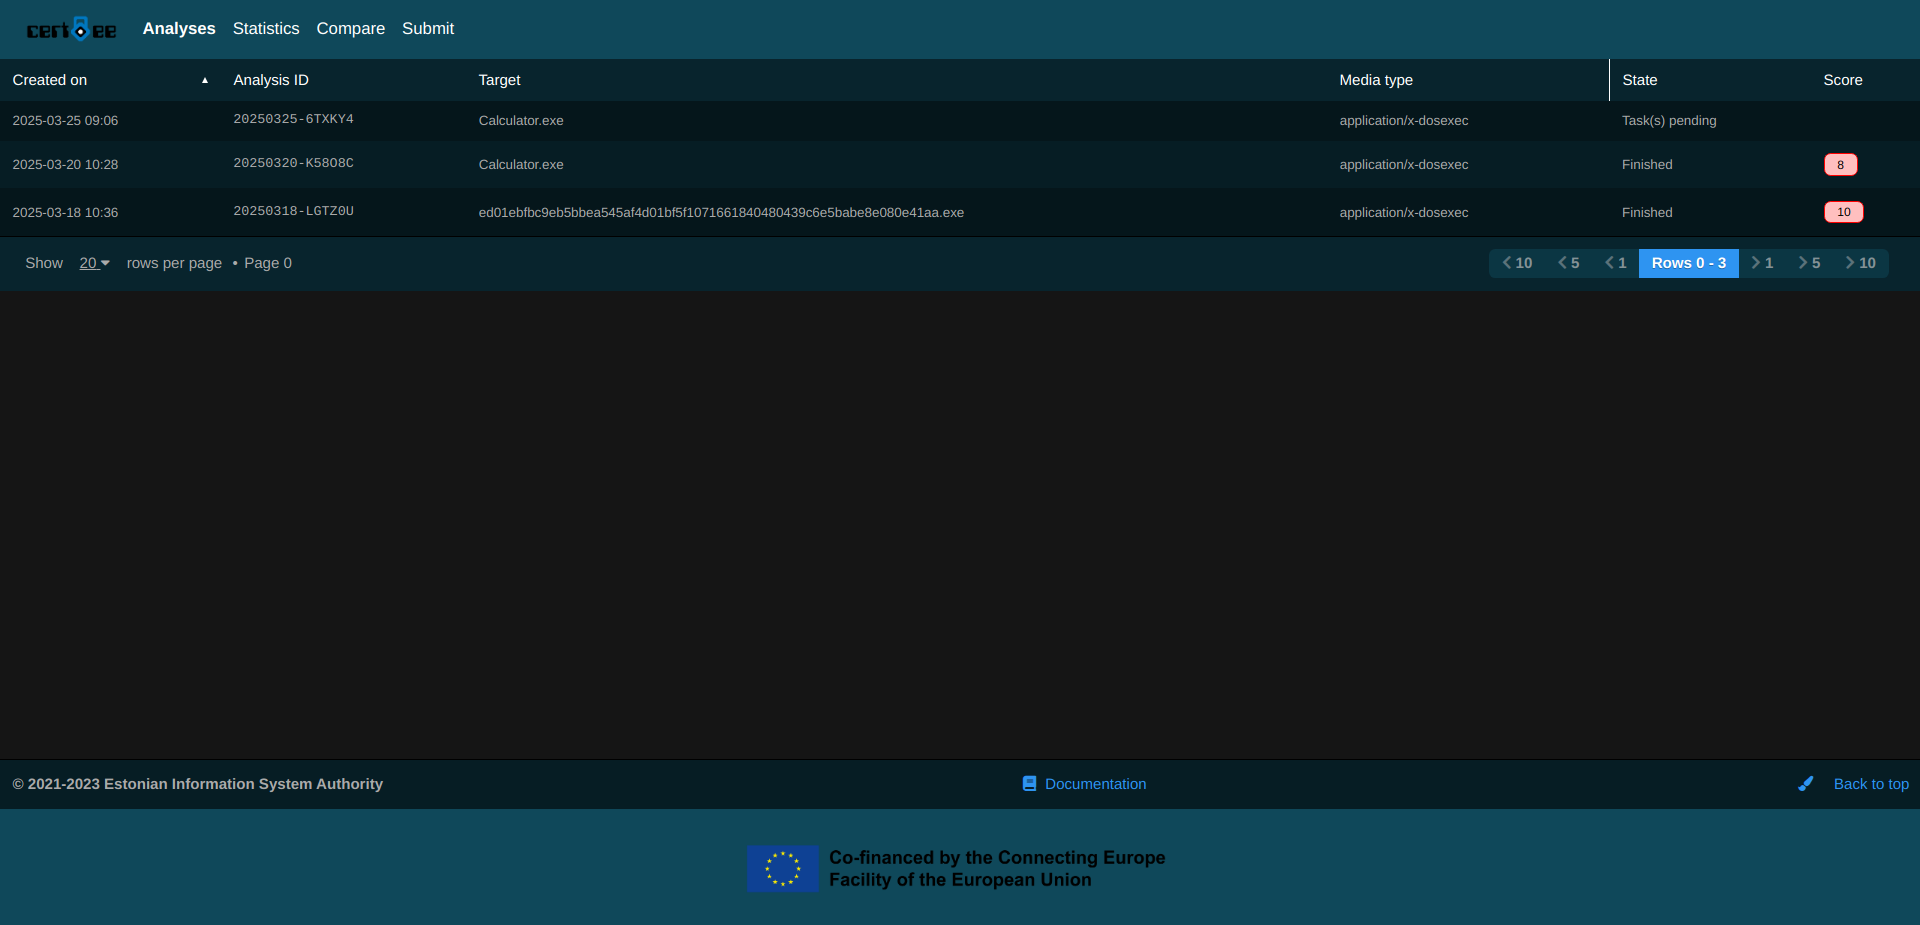 cert ee Analyses Statistics Compare Submit
Created on ▲ Analysis ID Target Media type State Score
2025-03-25 09:06 20250325-6TXKY4 Calculator.exe application/x-dosexec Task(s) pending
2025-03-20 10:28 20250320-K58O8C Calculator.exe application/x-dosexec Finished 8
2025-03-18 10:36 20250318-LGTZ0U ed01ebfbc9eb5bbea545af4d01bf5f1071661840480439c6e5babe8e080e41aa.exe application/x-dosexec Finished 10
Show 20 rows per page • Page 0 10 5 1 Rows 0 - 3 1 5 10
© 2021-2023 Estonian Information System Authority Documentation Back to top
Co-financed by the Connecting Europe
Facility of the European Union